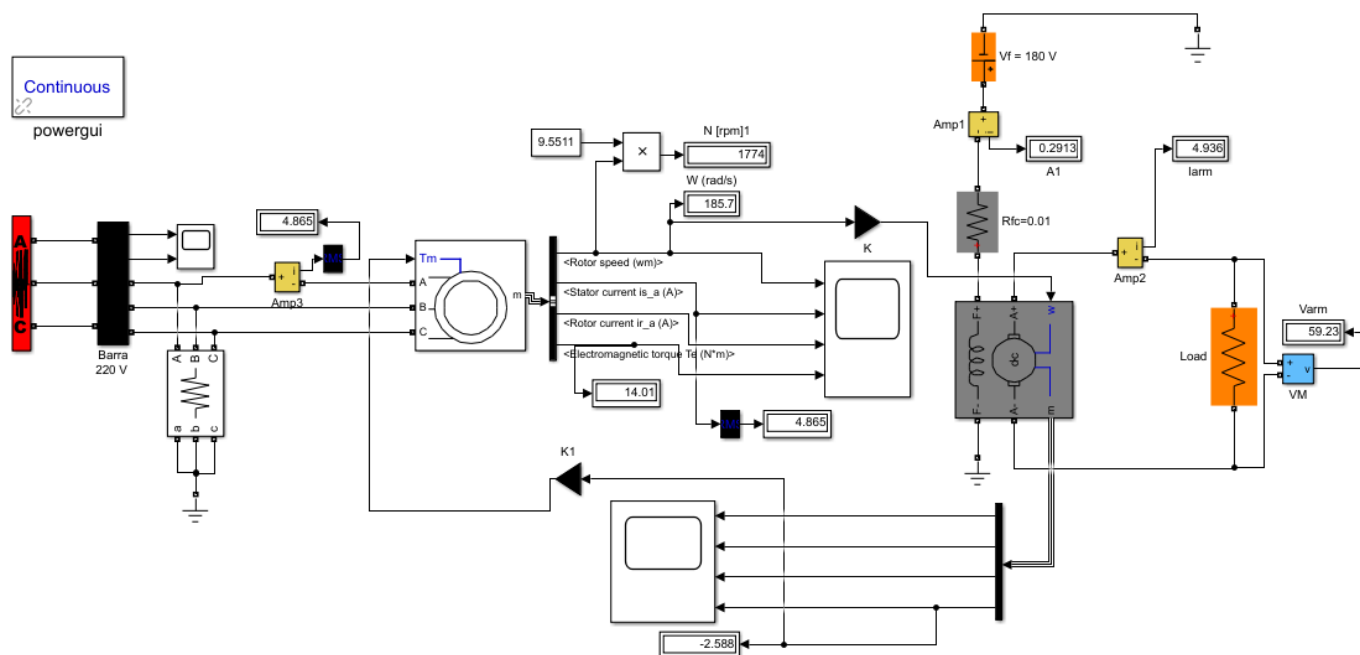 Vf = 180 V
Continuous
powergui
Amp1
N [rpm]1
9.5511
×
1774
0.2913
A1
4.936
Iarm
W (rad/s)
185.7
4.865
K
Rfc=0.01
A
Tm
<Rotor speed (wm)>
Amp3
A
<Stator current is_a (A)>
Amp2
m
B
F+
A+
w
Varm
59.23
C
C
<Rotor current ir_a (A)>
Barra
220 V
<Electromagnetic torque Te (N*m)>
Load
dc
v
VM
A
B
C
14.01
4.865
F-
A-
m
a
b
c
K1
-2.588